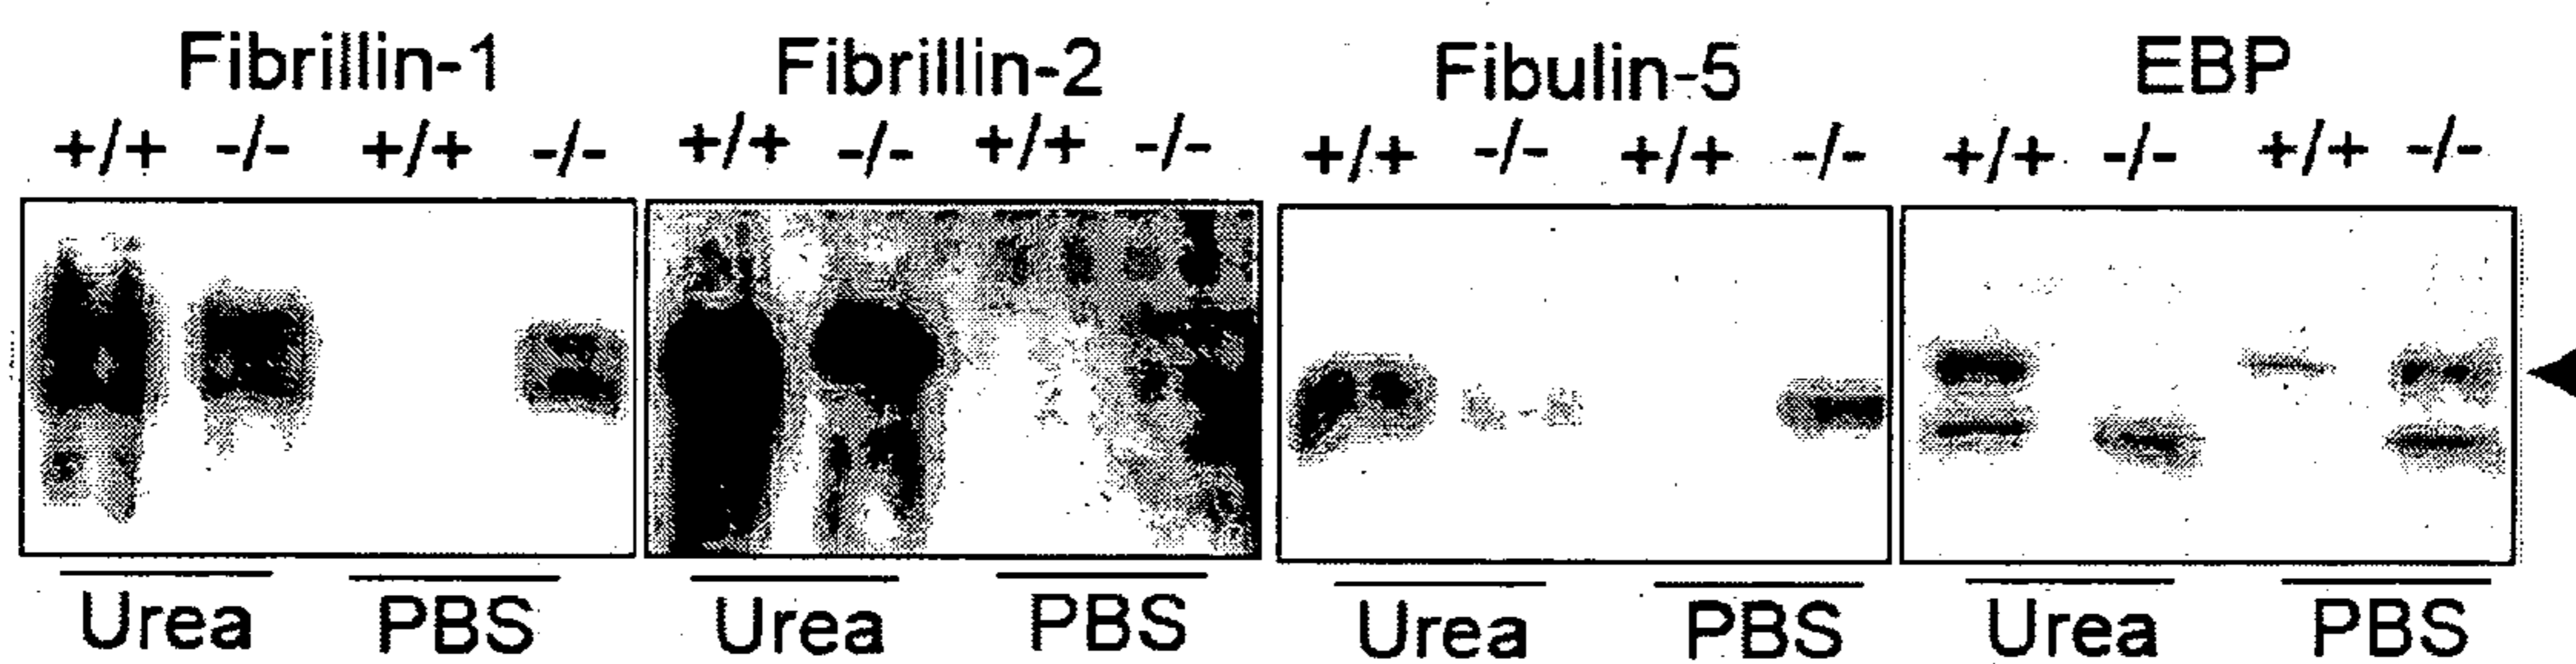 Fibrillin-1 Fibrillin-2 Fibulin-5 EBP
+/+ -/- +/+ -/- +/+ -/- +/+ -/- +/+ -/- +/+ -/- +/+ -/- +/+ -/-
Urea PBS Urea PBS Urea PBS Urea PBS